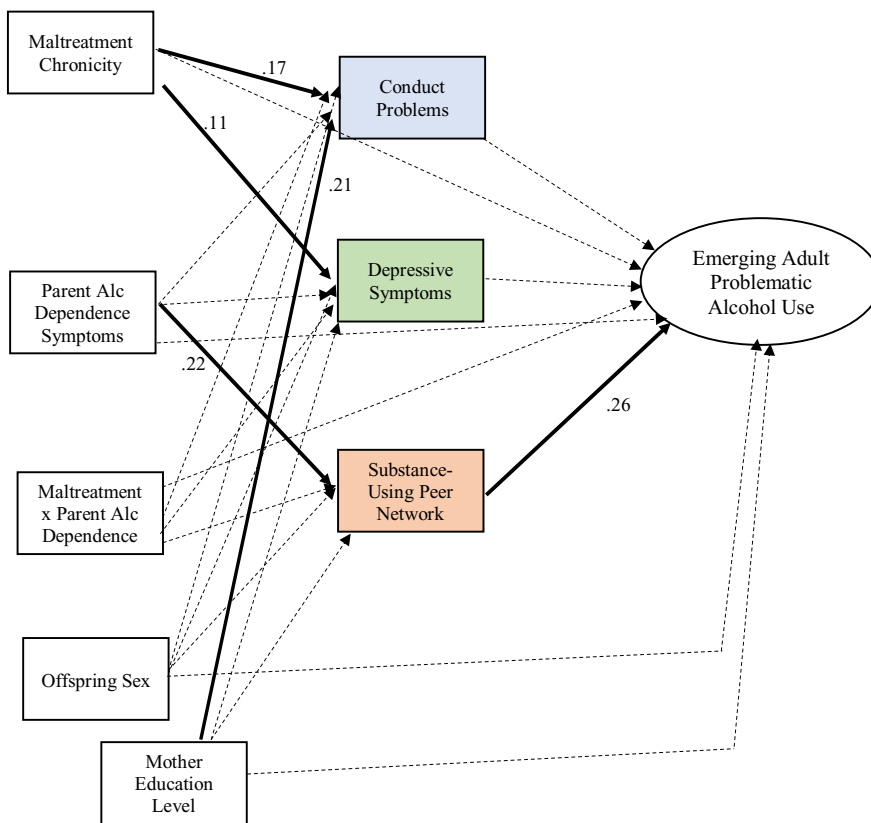 Maltreatment
Chronicity
.17
Conduct
Problems
.11
.21
Parent Alc
Dependence
Symptoms
Depressive
Symptoms
Emerging Adult
Problematic
Alcohol Use
.22
.26
Maltreatment
x Parent Alc
Dependence
Substance-
Using Peer
Network
Offspring Sex
Mother
Education
Level